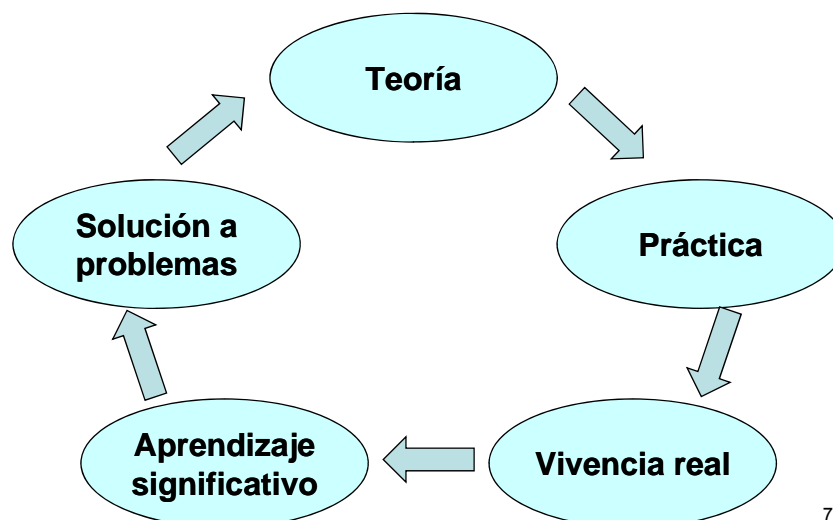 Teoría
Práctica
Vivencia real
Aprendizaje
significativo
Solución a
problemas
7